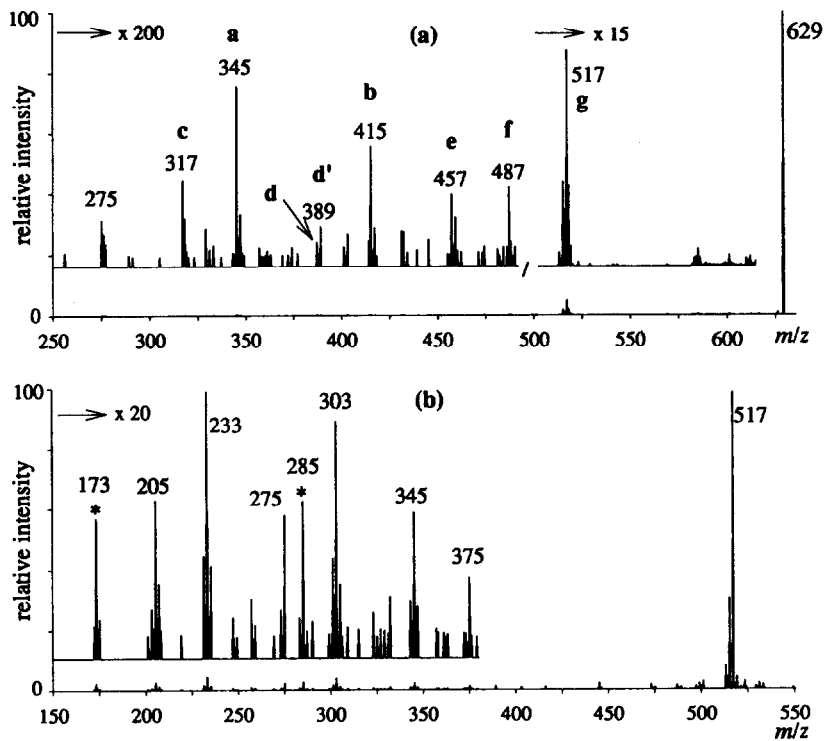 100
x 200
a
(a)
x 15
629
345
517
g
b
415
c
317
e
457
f
487
d'
389
d
275
relative intensity
0
250 300 350 400 450 500 550 600 m/z
100
x 20
233
303
(b)
517
173
*
205
275
285
*
345
375
relative intensity
0
150 200 250 300 350 400 450 500 550
m/z